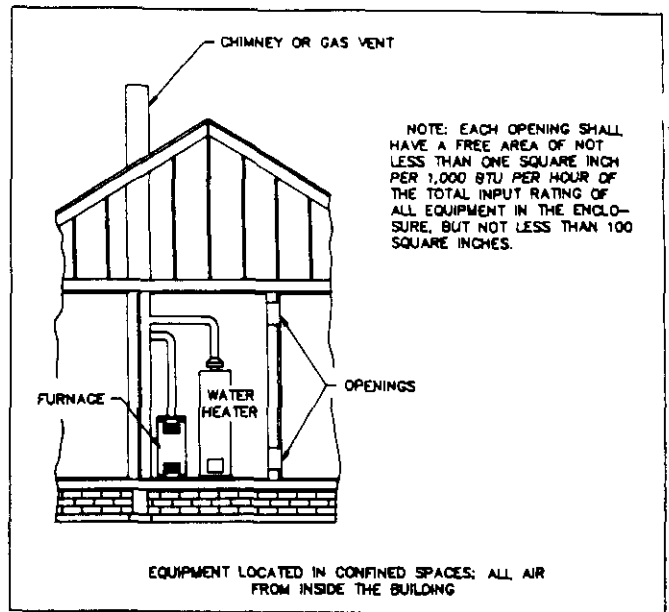 CHIMNEY OR GAS VENT
NOTE: EACH OPENING SHALL
HAVE A FREE AREA OF NOT
LESS THAN ONE SQUARE INCH
PER 1,000 BTU PER HOUR OF
THE TOTAL INPUT RATING OF
ALL EQUIPMENT IN THE ENCLO-
SURE, BUT NOT LESS THAN 100
SQUARE INCHES.
FURNACE
WATER
HEATER
OPENINGS
EQUIPMENT LOCATED IN CONFINED SPACES; ALL AIR
FROM INSIDE THE BUILDING